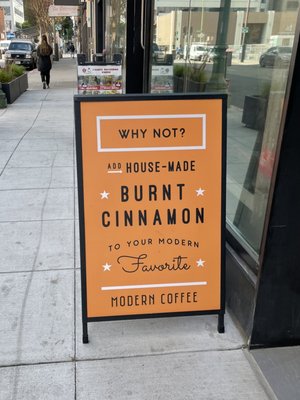 WHY NOT?
ADD HOUSE-MADE
BURNT
CINNAMON
TO YOUR MODERN
Favorite
MODERN COFFEE